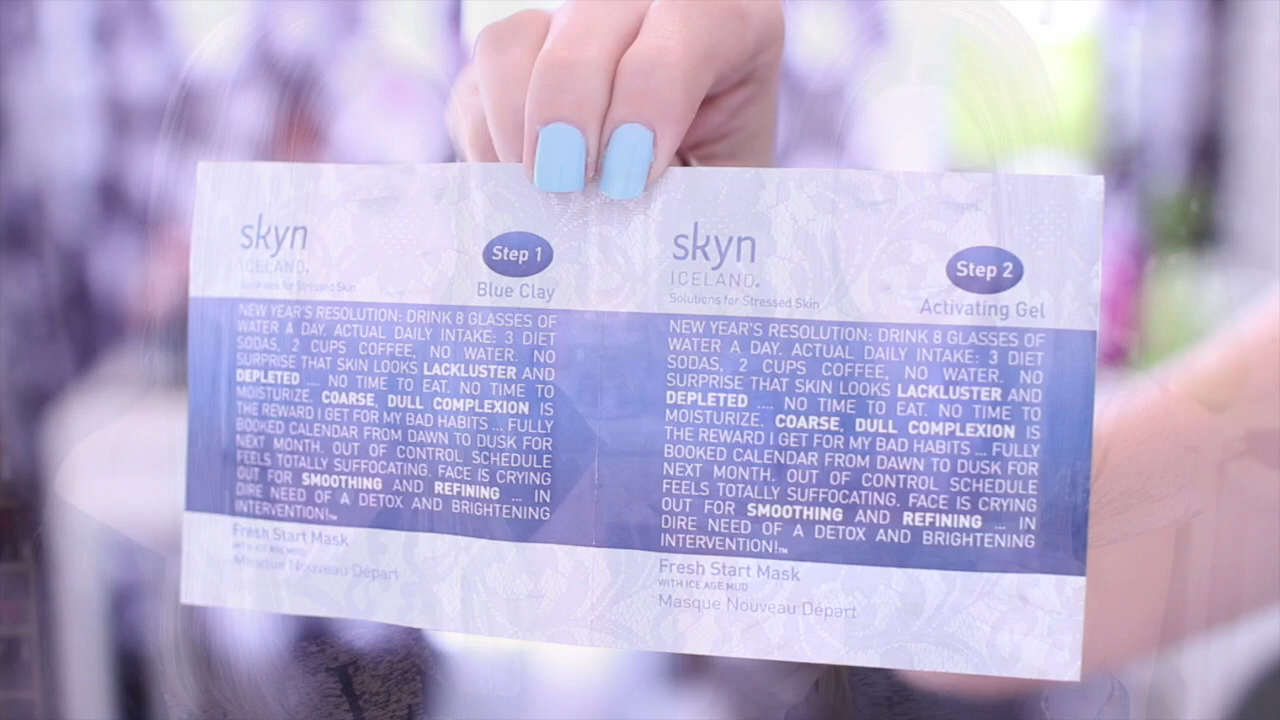 skyn
ICELAND®
Solutions for Stressed Skin
Step 1
Blue Clay
NEW YEAR'S RESOLUTION: DRINK 8 GLASSES OF
WATER A DAY. ACTUAL DAILY INTAKE: 3 DIET
SODAS, 2 CUPS COFFEE, NO WATER. NO
SURPRISE THAT SKIN LOOKS LACKLUSTER AND
DEPLETED .... NO TIME TO EAT. NO TIME TO
MOISTURIZE. COARSE, DULL COMPLEXION IS
THE REWARD I GET FOR MY BAD HABITS ... FULLY
BOOKED CALENDAR FROM DAWN TO DUSK FOR
NEXT MONTH. OUT OF CONTROL SCHEDULE
FEELS TOTALLY SUFFOCATING. FACE IS CRYING
OUT FOR SMOOTHING AND REFINING ... IN
DIRE NEED OF A DETOX AND BRIGHTENING
INTERVENTION!™
Fresh Start Mask
WITH ICE AGE MUD
Masque Nouveau Départ
skyn
ICELAND®
Solutions for Stressed Skin
Step 2
Activating Gel
NEW YEAR'S RESOLUTION: DRINK 8 GLASSES OF
WATER A DAY. ACTUAL DAILY INTAKE: 3 DIET
SODAS, 2 CUPS COFFEE, NO WATER. NO
SURPRISE THAT SKIN LOOKS LACKLUSTER AND
DEPLETED .... NO TIME TO EAT. NO TIME TO
MOISTURIZE. COARSE, DULL COMPLEXION IS
THE REWARD I GET FOR MY BAD HABITS ... FULLY
BOOKED CALENDAR FROM DAWN TO DUSK FOR
NEXT MONTH. OUT OF CONTROL SCHEDULE
FEELS TOTALLY SUFFOCATING. FACE IS CRYING
OUT FOR SMOOTHING AND REFINING ... IN
DIRE NEED OF A DETOX AND BRIGHTENING
INTERVENTION!™
Fresh Start Mask
WITH ICE AGE MUD
Masque Nouveau Départ